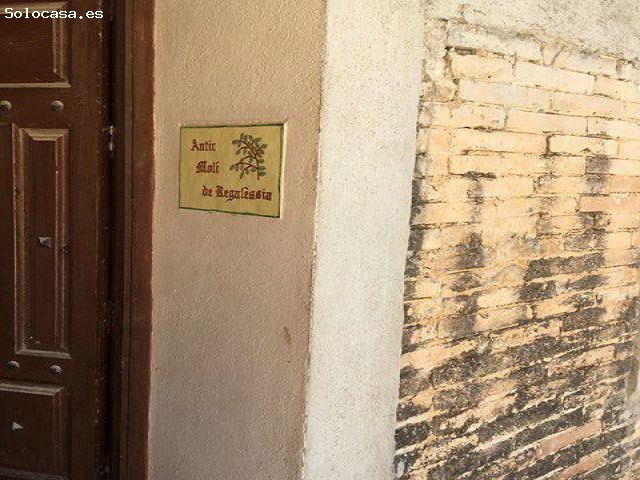 Solocasa.es
Antic
Molí
de Regalèssia